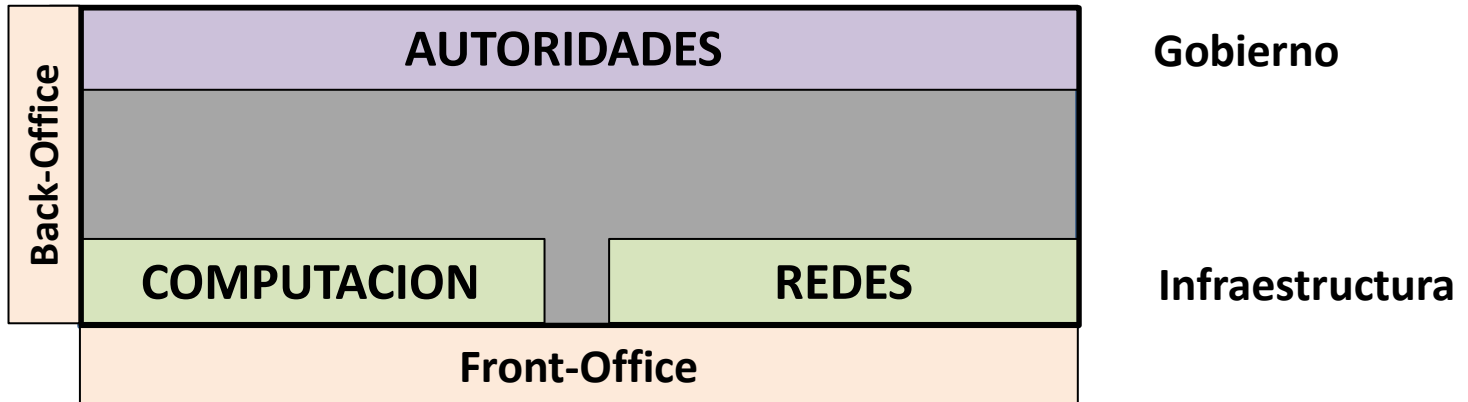 AUTORIDADES
Gobierno
Back-Office
COMPUTACION
REDES
Infraestructura
Front-Office